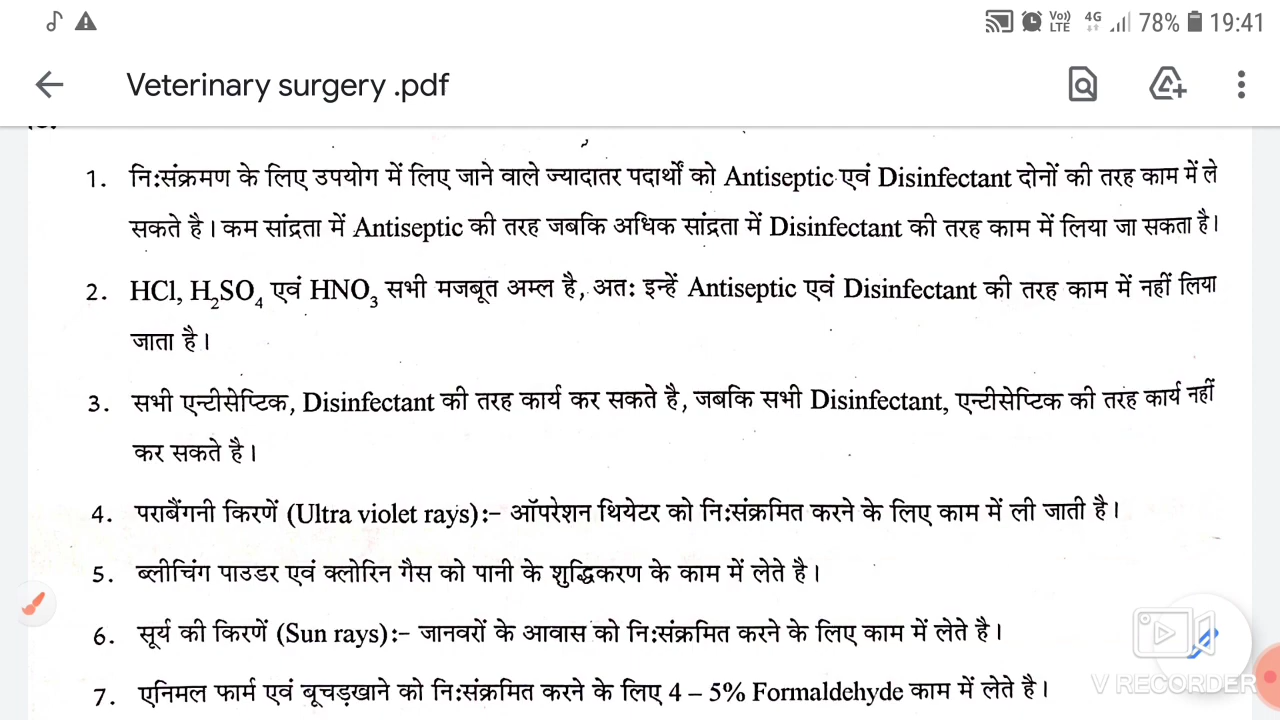 Vo)) LTE 4G 78% 19:41
Veterinary surgery .pdf
1. नि:संक्रमण के लिए उपयोग में लिए जाने वाले ज्यादातर पदार्थों को Antiseptic एवं Disinfectant दोनों की तरह काम में ले
सकते है। कम सांद्रता में Antiseptic की तरह जबकि अधिक सांद्रता में Disinfectant की तरह काम में लिया जा सकता है।
2. HCl, H₂SO₄ एवं HNO₃ सभी मजबूत अम्ल है, अत: इन्हें Antiseptic एवं Disinfectant की तरह काम में नहीं लिया
जाता है।
3. सभी एन्टीसेप्टिक, Disinfectant की तरह कार्य कर सकते है, जबकि सभी Disinfectant, एन्टीसेप्टिक की तरह कार्य नहीं
कर सकते है।
4. पराबैंगनी किरणें (Ultra violet rays):- ऑपरेशन थियेटर को नि:संक्रमित करने के लिए काम में ली जाती है।
5. ब्लीचिंग पाउडर एवं क्लोरिन गैस को पानी के शुद्धिकरण के काम में लेते है।
6. सूर्य की किरणें (Sun rays):- जानवरों के आवास को नि:संक्रमित करने के लिए काम में लेते है।
7. एनिमल फार्म एवं बूचड़खाने को नि:संक्रमित करने के लिए 4 – 5% Formaldehyde काम में लेते है।
V RECORDER